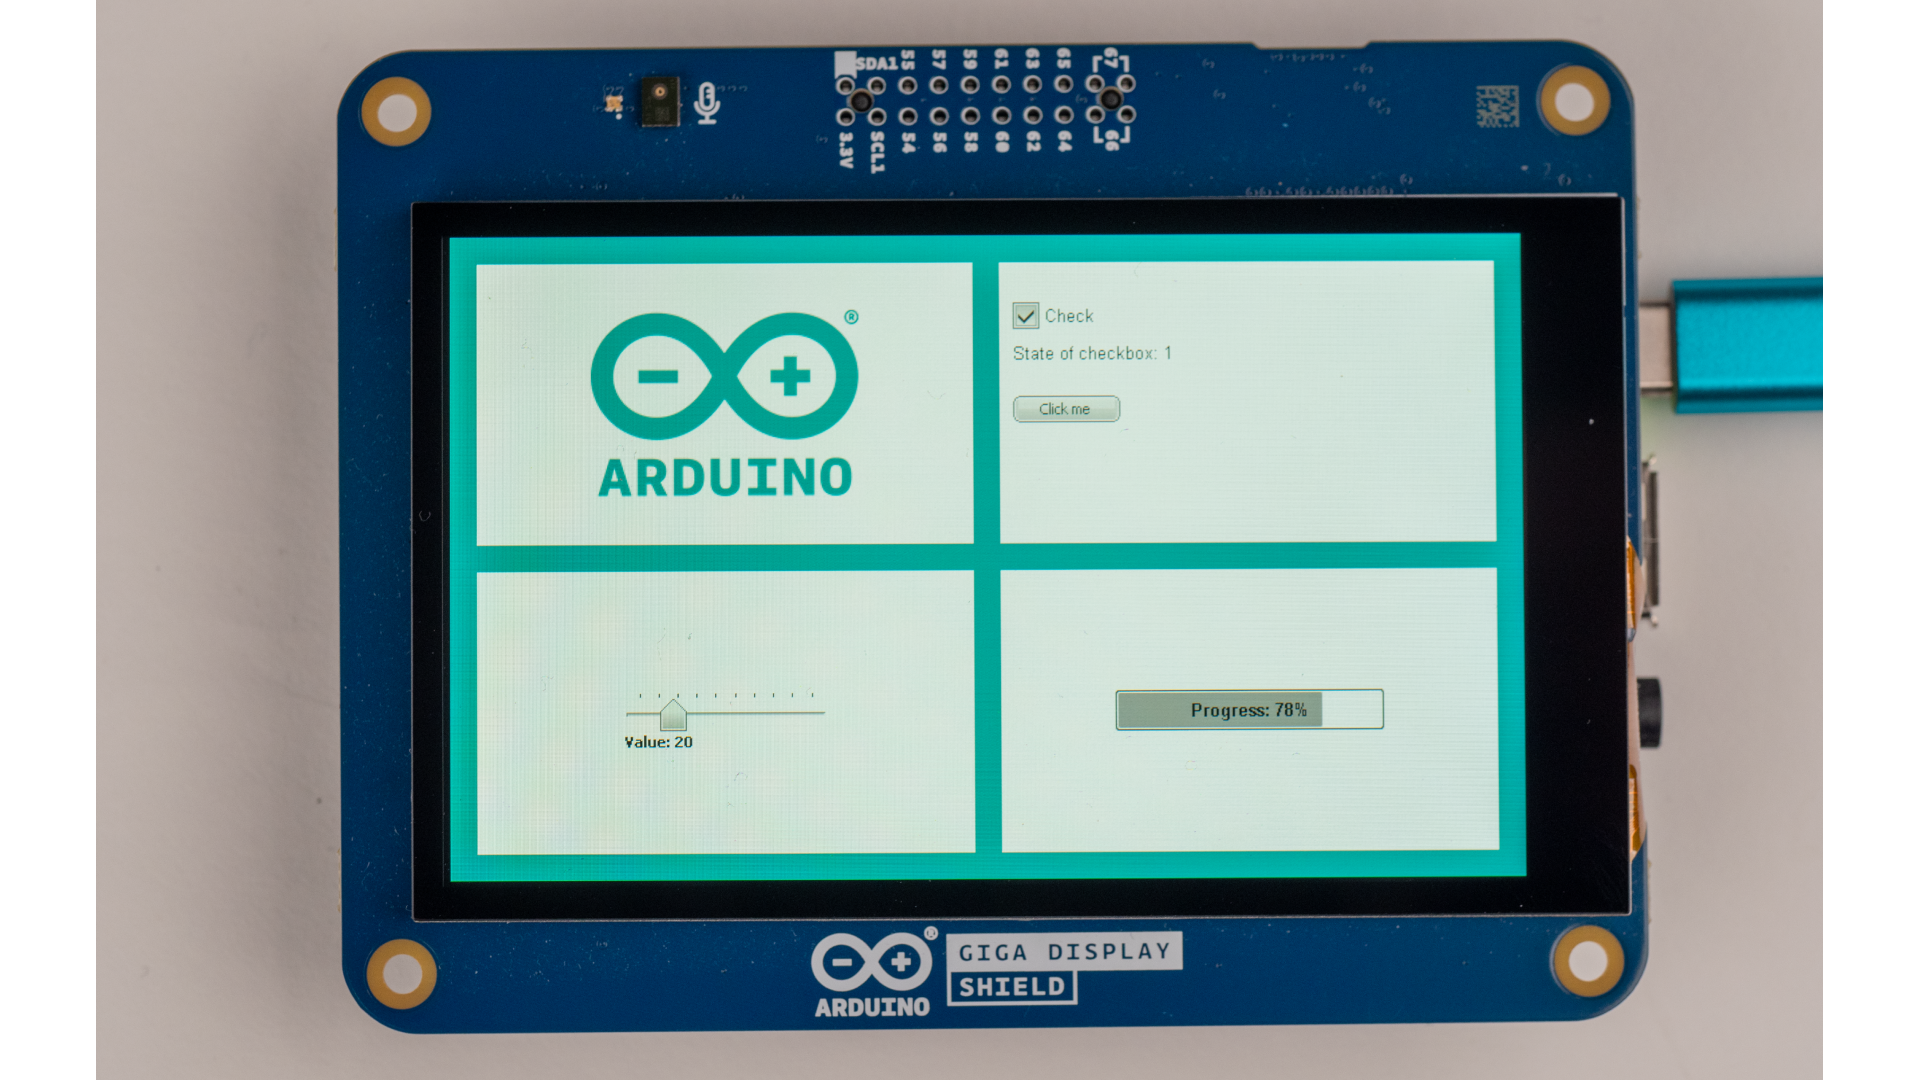 SDA1 55 57 59 61 63 65 67
3.3V SCL1 54 56 58 60 62 64 66
®
ARDUINO
Check
State of checkbox: 1
Click me
Value: 20
Progress: 78%
®
ARDUINO
GIGA DISPLAY
SHIELD